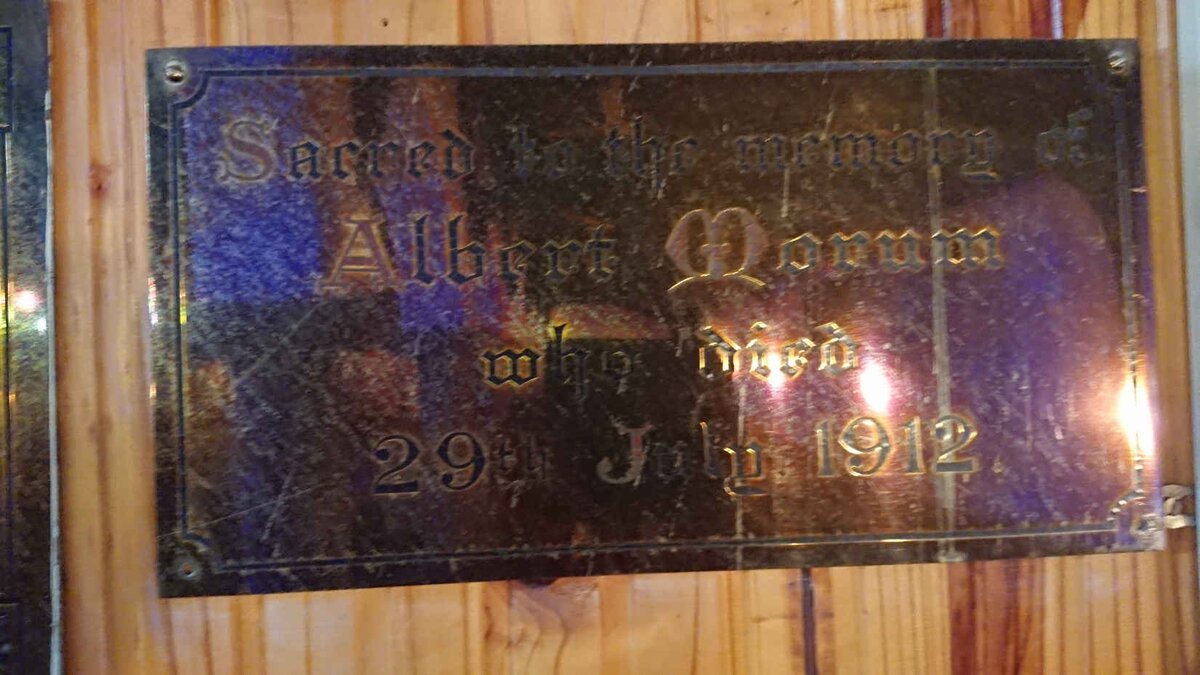 Sacred to the memory of
Albert Morum
who died
29th July, 1912